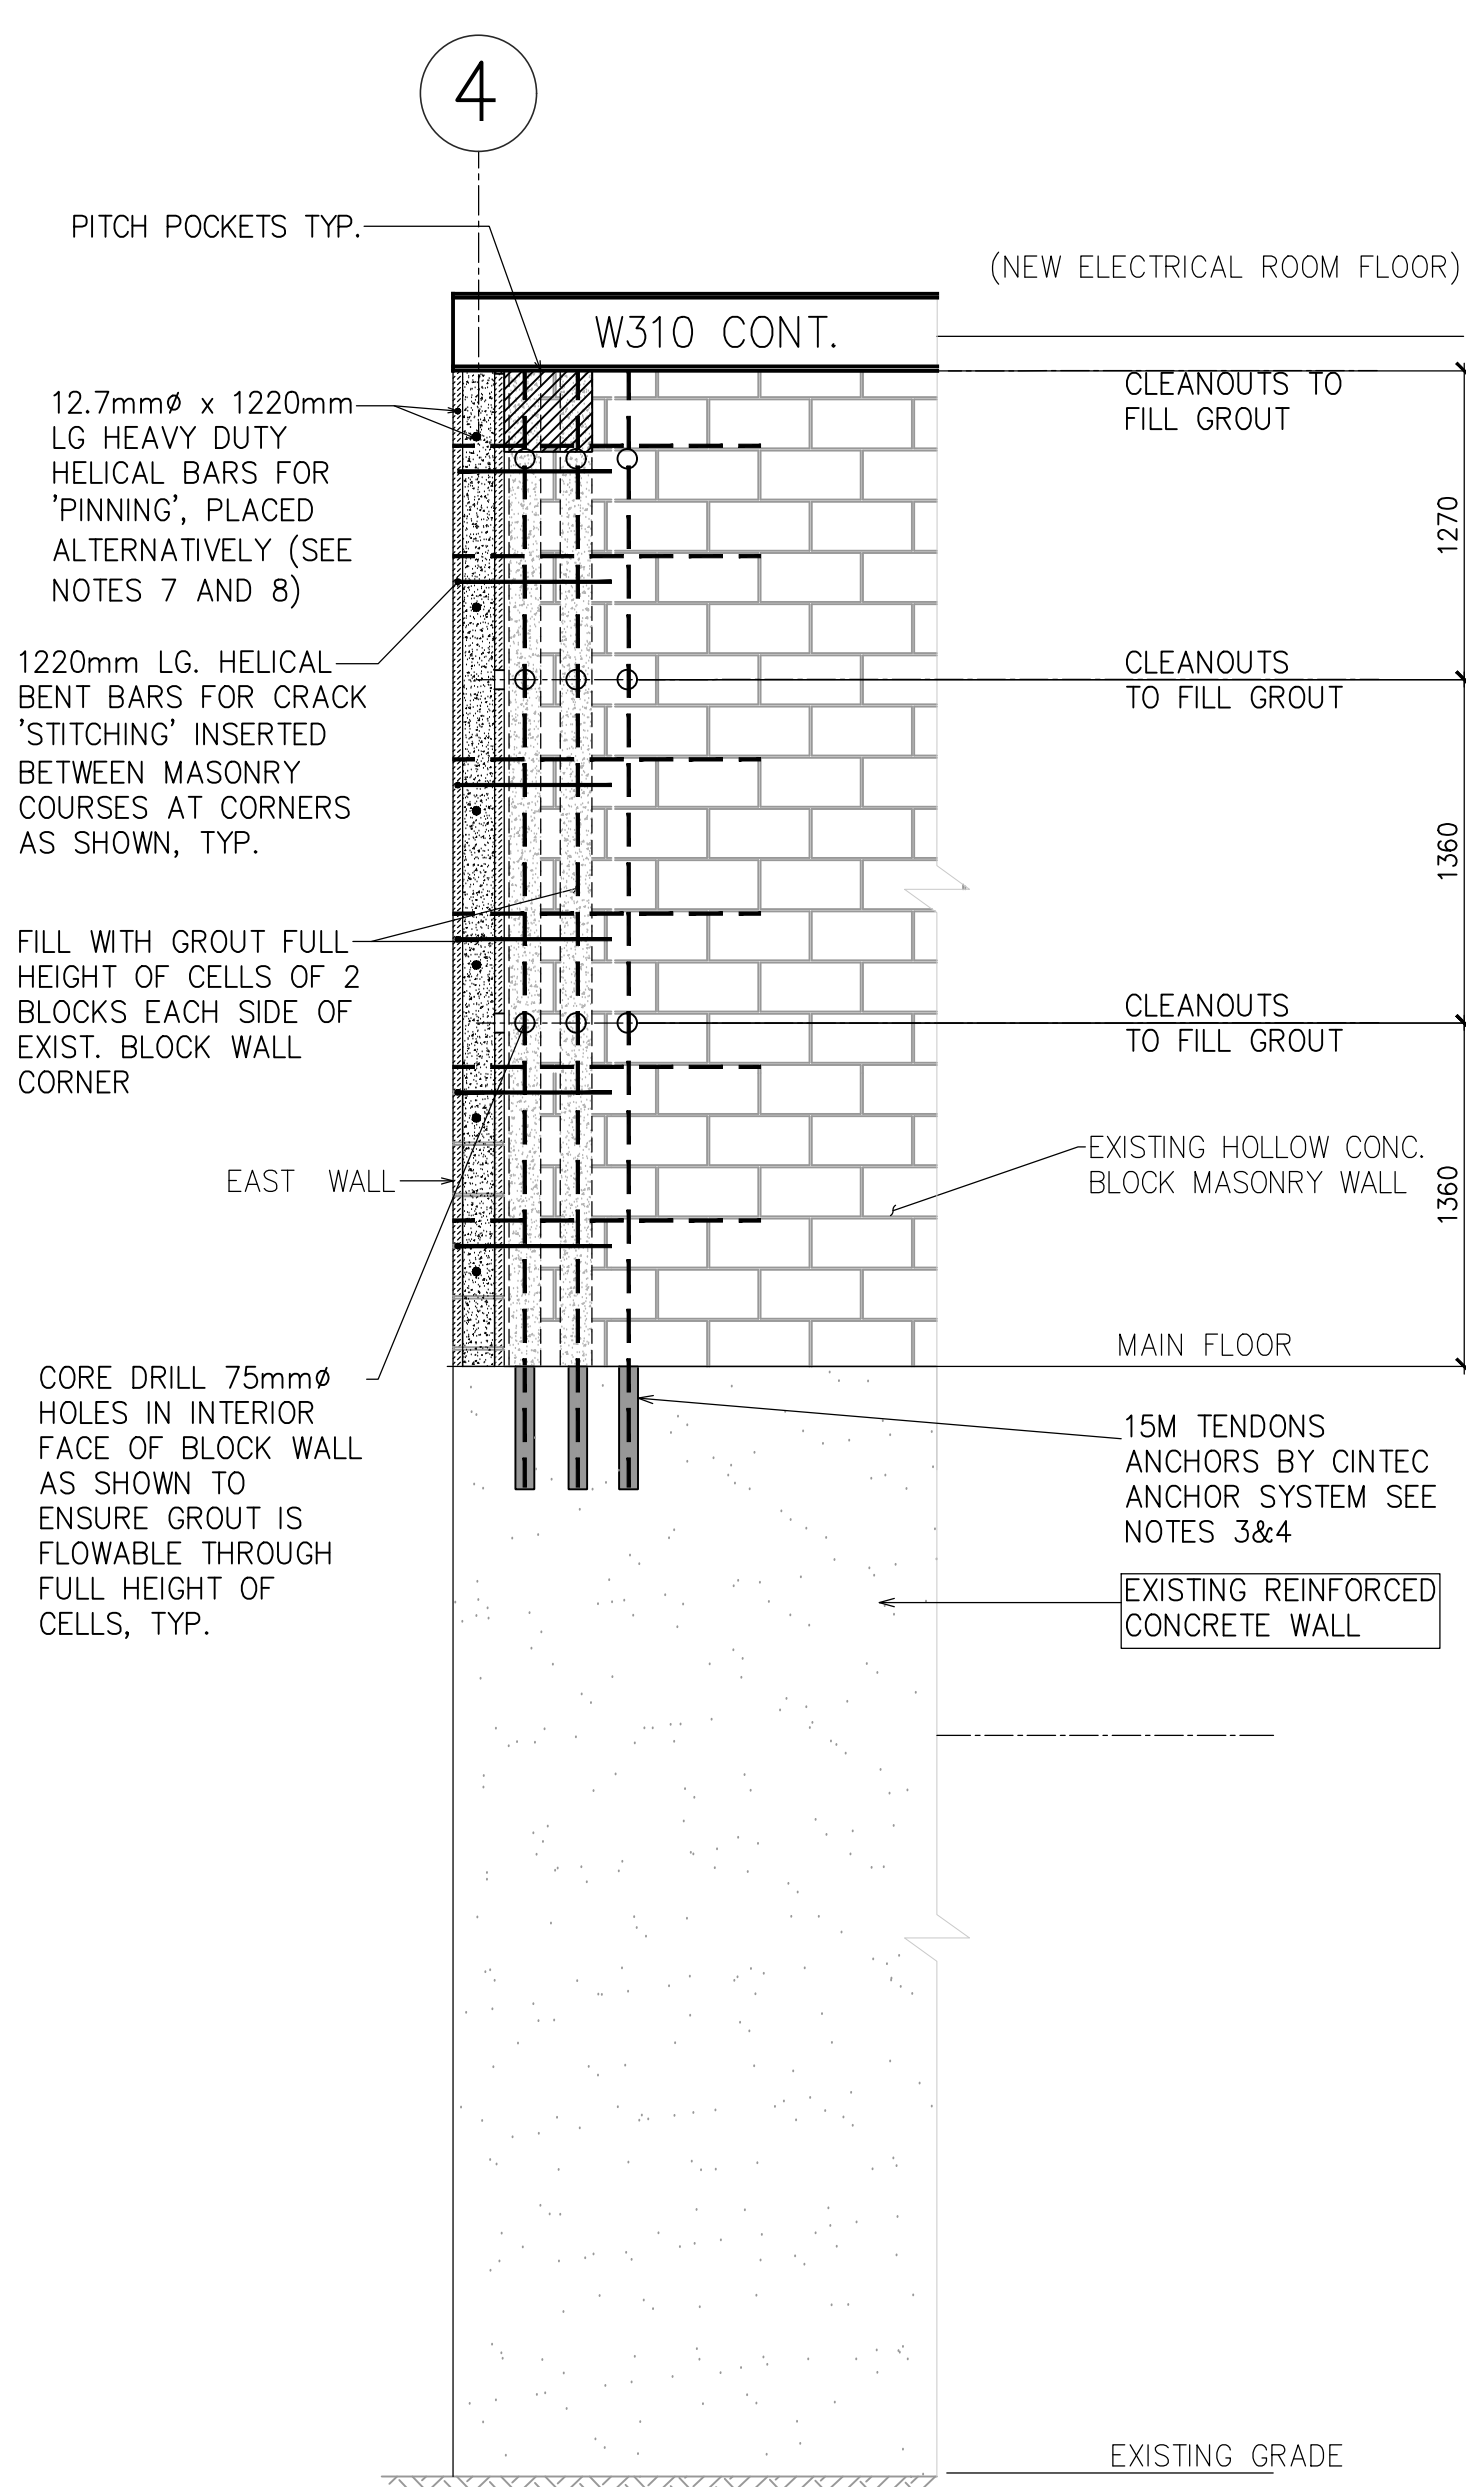 4
PITCH POCKETS TYP.
(NEW ELECTRICAL ROOM FLOOR)
W310 CONT.
12.7mmø x 1220mm
LG HEAVY DUTY
HELICAL BARS FOR
'PINNING', PLACED
ALTERNATIVELY (SEE
NOTES 7 AND 8)
CLEANOUTS TO
FILL GROUT
1270
1220mm LG. HELICAL
BENT BARS FOR CRACK
'STITCHING' INSERTED
BETWEEN MASONRY
COURSES AT CORNERS
AS SHOWN, TYP.
CLEANOUTS
TO FILL GROUT
1360
FILL WITH GROUT FULL
HEIGHT OF CELLS OF 2
BLOCKS EACH SIDE OF
EXIST. BLOCK WALL
CORNER
CLEANOUTS
TO FILL GROUT
EAST WALL
EXISTING HOLLOW CONC.
BLOCK MASONRY WALL
1360
MAIN FLOOR
CORE DRILL 75mmø
HOLES IN INTERIOR
FACE OF BLOCK WALL
AS SHOWN TO
ENSURE GROUT IS
FLOWABLE THROUGH
FULL HEIGHT OF
CELLS, TYP.
15M TENDONS
ANCHORS BY CINTEC
ANCHOR SYSTEM SEE
NOTES 3&4
EXISTING REINFORCED
CONCRETE WALL
EXISTING GRADE